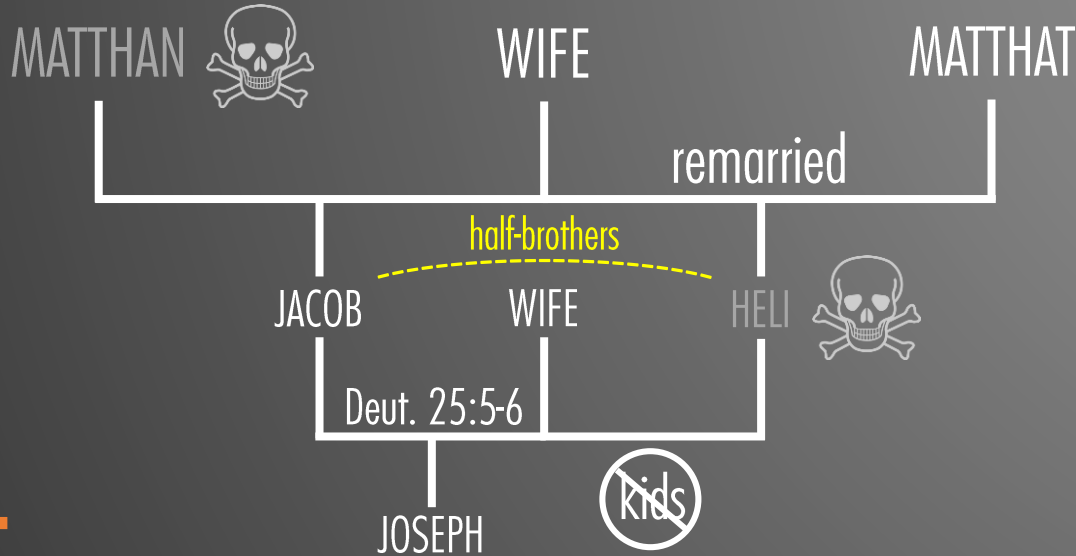 MATTHAN WIFE MATTHAT
remarried
half-brothers
JACOB WIFE HELI
Deut. 25:5-6
kids
JOSEPH